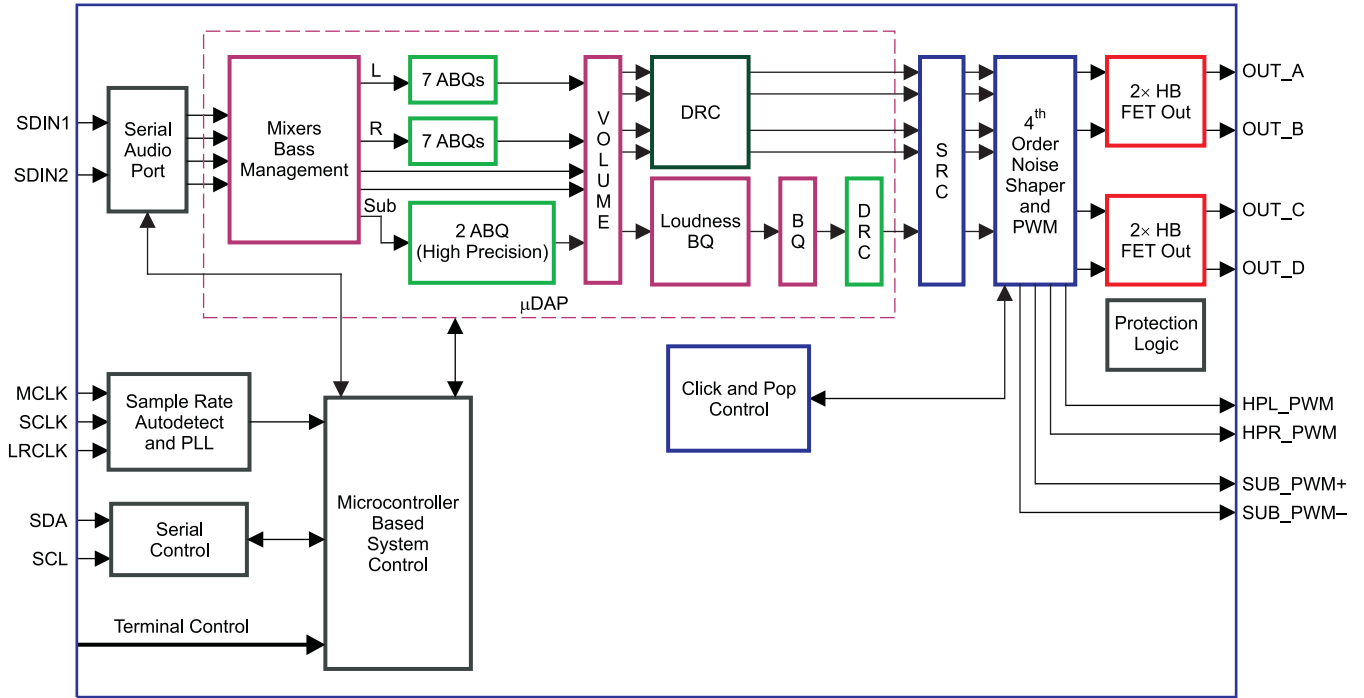 SDIN1
SDIN2
Serial
Audio
Port
Mixers
Bass
Management
L
7 ABQs
R
7 ABQs
Sub
2 ABQ
(High Precision)
V
O
L
U
M
E
DRC
Loudness
BQ
B
Q
D
R
C
μDAP
S
R
C
4th
Order
Noise
Shaper
and
PWM
2× HB
FET Out
2× HB
FET Out
OUT_A
OUT_B
OUT_C
OUT_D
Protection
Logic
Click and Pop
Control
MCLK
SCLK
LRCLK
Sample Rate
Autodetect
and PLL
SDA
SCL
Serial
Control
Microcontroller
Based
System
Control
Terminal Control
HPL_PWM
HPR_PWM
SUB_PWM+
SUB_PWM–